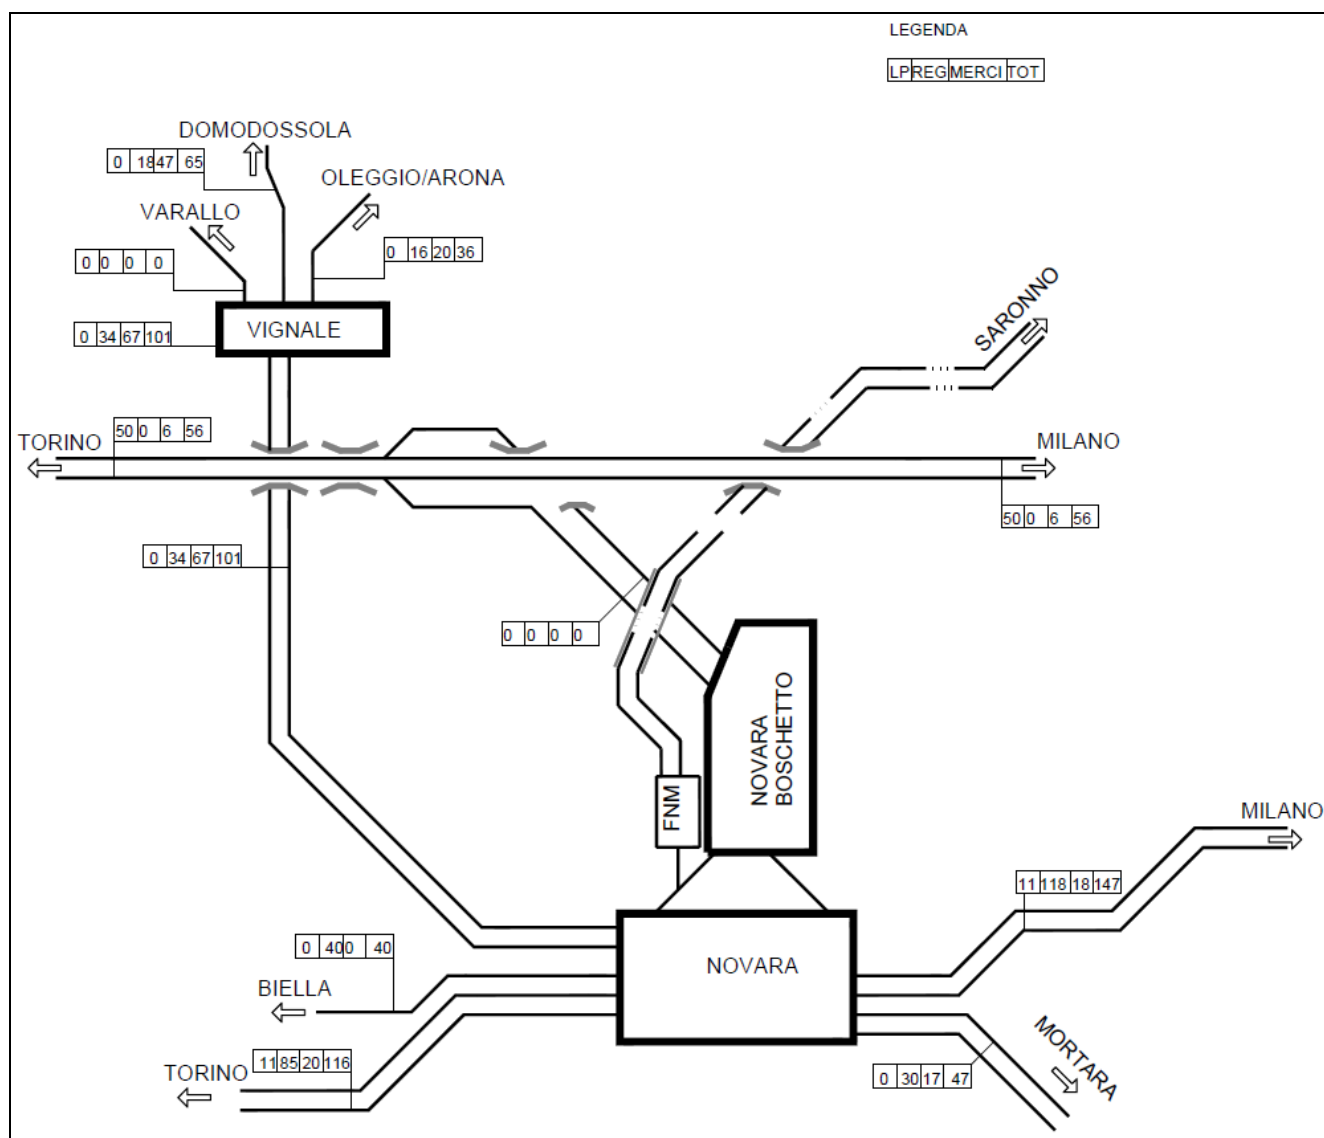 LEGENDA
LP REG MERCI TOT
DOMODOSSOLA
0 18 47 65
OLEGGIO/ARONA
VARALLO
0 0 0 0
0 16 20 36
VIGNALE
0 34 67 101
SARONNO
TORINO
50 0 6 56
MILANO
50 0 6 56
0 34 67 101
0 0 0 0
NOVARA
BOSCHETTO
FNM
MILANO
11 118 18 147
NOVARA
0 40 0 40
BIELLA
MORTARA
TORINO
11 85 20 116
0 30 17 47